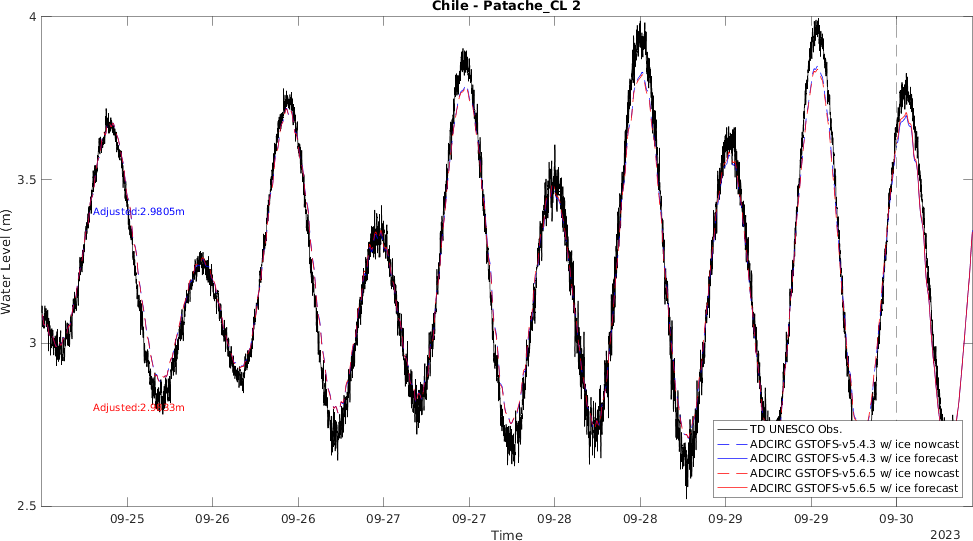 Chile - Patache_CL 2
4
3.5
3
2.5
Water Level (m)
Adjusted:2.9805m
TD UNESCO Obs.
ADCIRC GSTOFS-v5.4.3 w/ ice nowcast
ADCIRC GSTOFS-v5.4.3 w/ ice forecast
ADCIRC GSTOFS-v5.6.5 w/ ice nowcast
ADCIRC GSTOFS-v5.6.5 w/ ice forecast
09-25 09-26 09-26 09-27 09-27 09-28 09-28 09-29 09-29 09-30
Time
2023